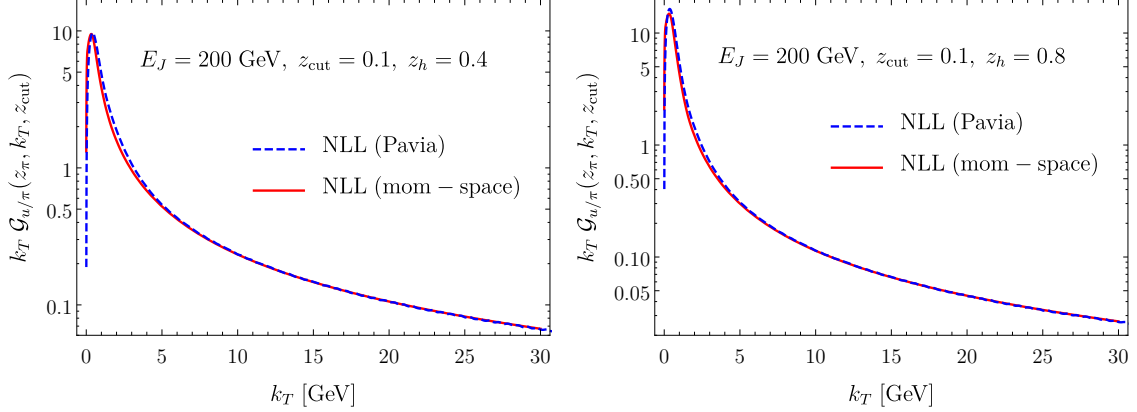 E_J = 200 GeV, z_cut = 0.1, z_h = 0.4
NLL (Pavia)
NLL (mom − space)
k_T 𝒢_{u/π}(z_π, k_T, z_cut)
10
5
1
0.5
0.1
0 5 10 15 20 25 30
k_T [GeV]
E_J = 200 GeV, z_cut = 0.1, z_h = 0.8
NLL (Pavia)
NLL (mom − space)
k_T 𝒢_{u/π}(z_π, k_T, z_cut)
10
5
1
0.50
0.10
0.05
0 5 10 15 20 25 30
k_T [GeV]